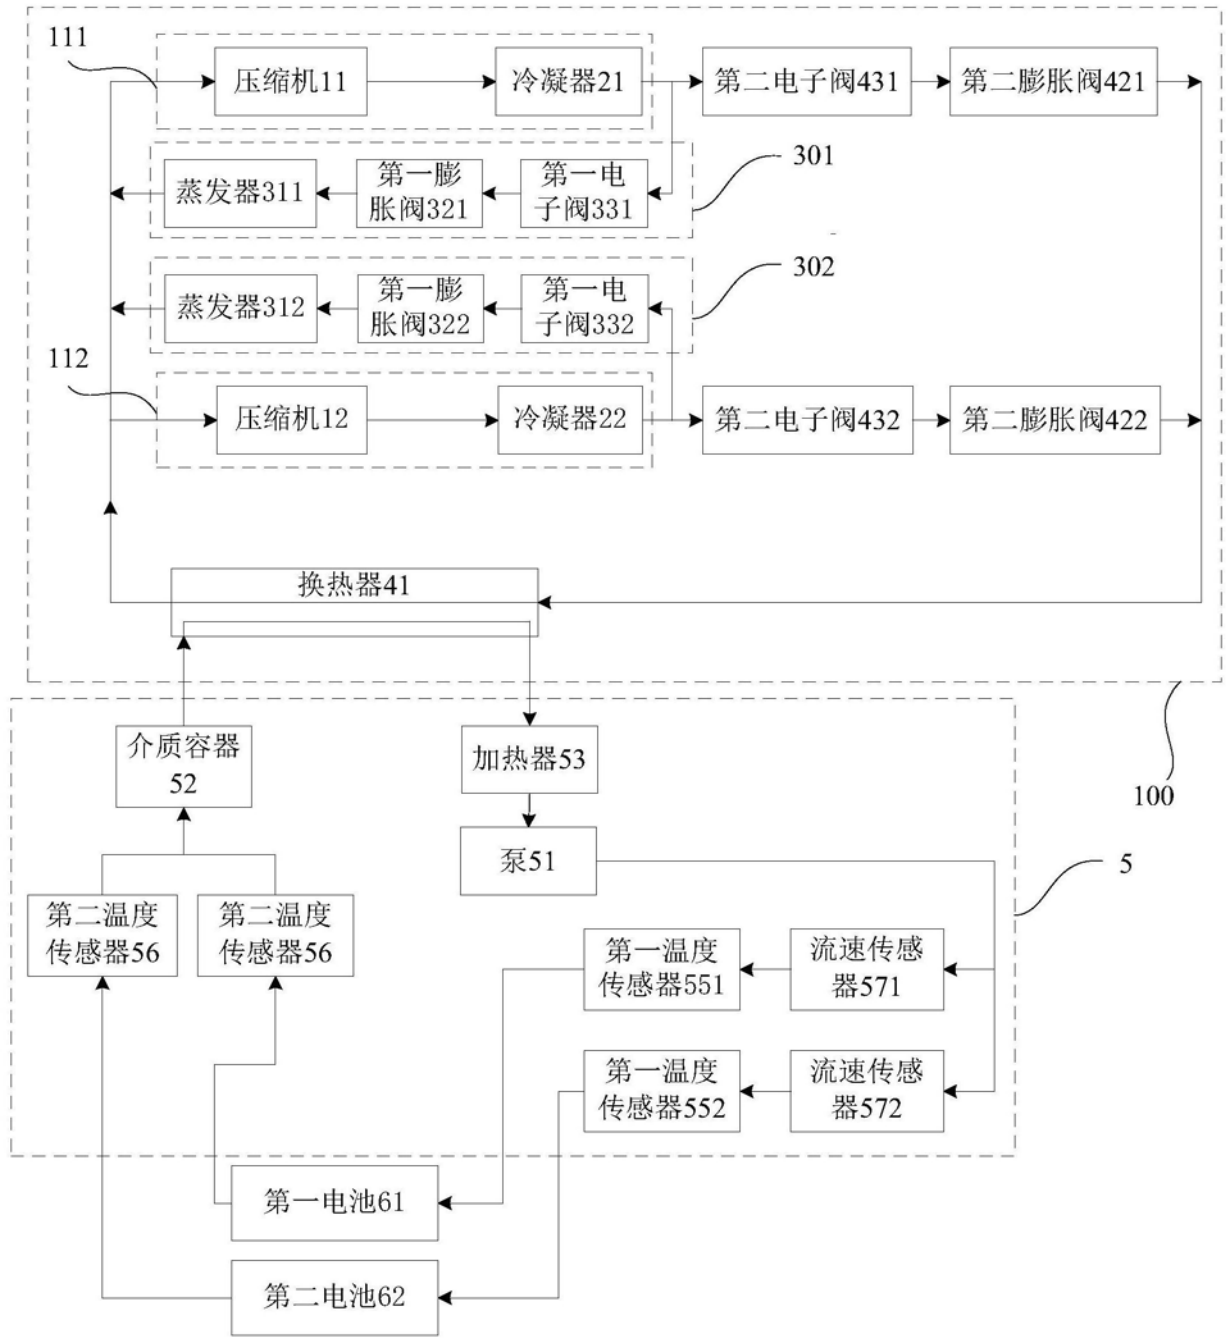 111
压缩机11
冷凝器21
第二电子阀431
第二膨胀阀421
蒸发器311
第一膨
胀阀321
第一电
子阀331
301
蒸发器312
第一膨
胀阀322
第一电
子阀332
302
112
压缩机12
冷凝器22
第二电子阀432
第二膨胀阀422
换热器41
100
介质容器
52
加热器53
泵51
5
第二温度
传感器56
第二温度
传感器56
第一温度
传感器551
流速传感
器571
第一温度
传感器552
流速传感
器572
第一电池61
第二电池62